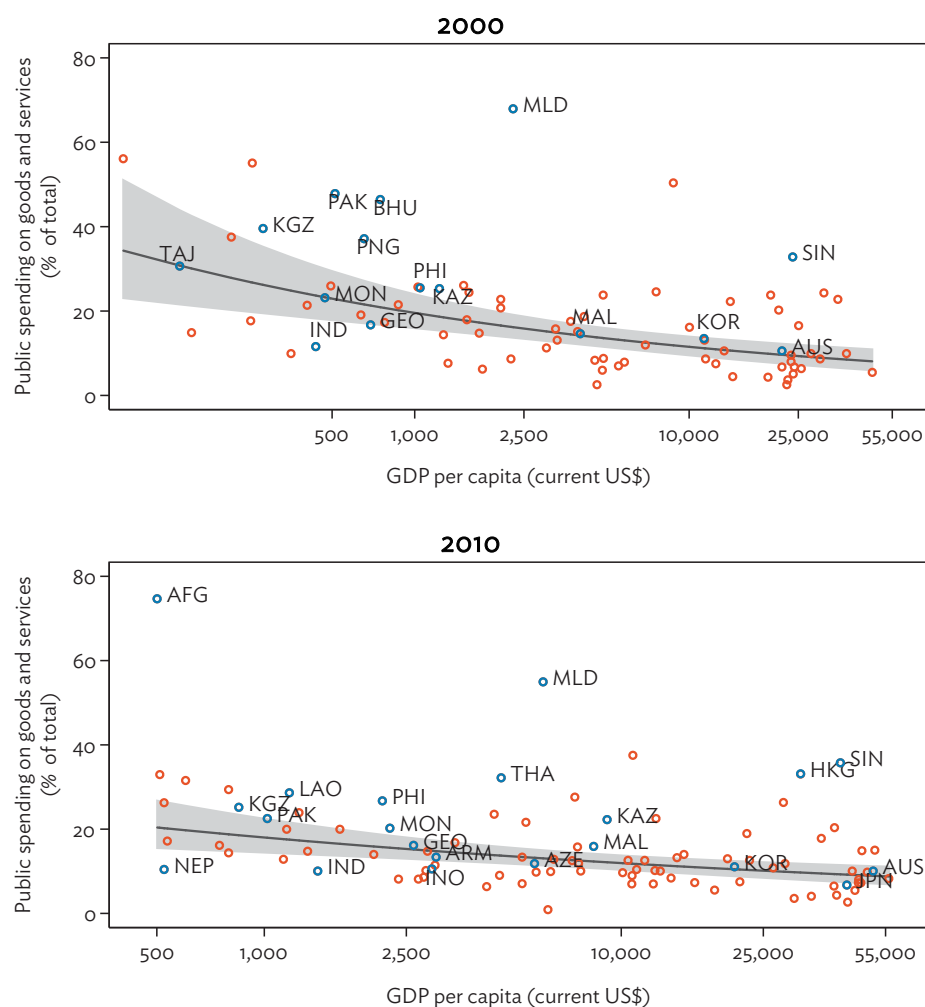 2000
Public spending on goods and services
(% of total)
80
60
40
20
0
MLD
PAK
BHU
KGZ
PNG
SIN
TAJ
PHI
KAZ
MON
IND
GEO
MAL
KOR
AUS
500
1,000
2,500
10,000
25,000
55,000
GDP per capita (current US$)
2010
Public spending on goods and services
(% of total)
80
60
40
20
0
AFG
MLD
SIN
HKG
THA
LAO
KGZ
PAK
PHI
MON
KAZ
GEO
MAL
ARM
AZE
NEP
IND
INO
KOR
AUS
JPN
500
1,000
2,500
10,000
25,000
55,000
GDP per capita (current US$)